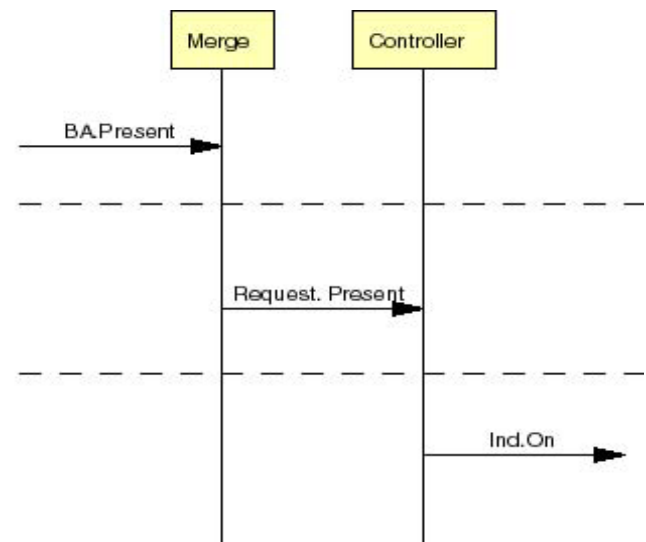 Merge
Controller
BA.Present
Request. Present
Ind.On